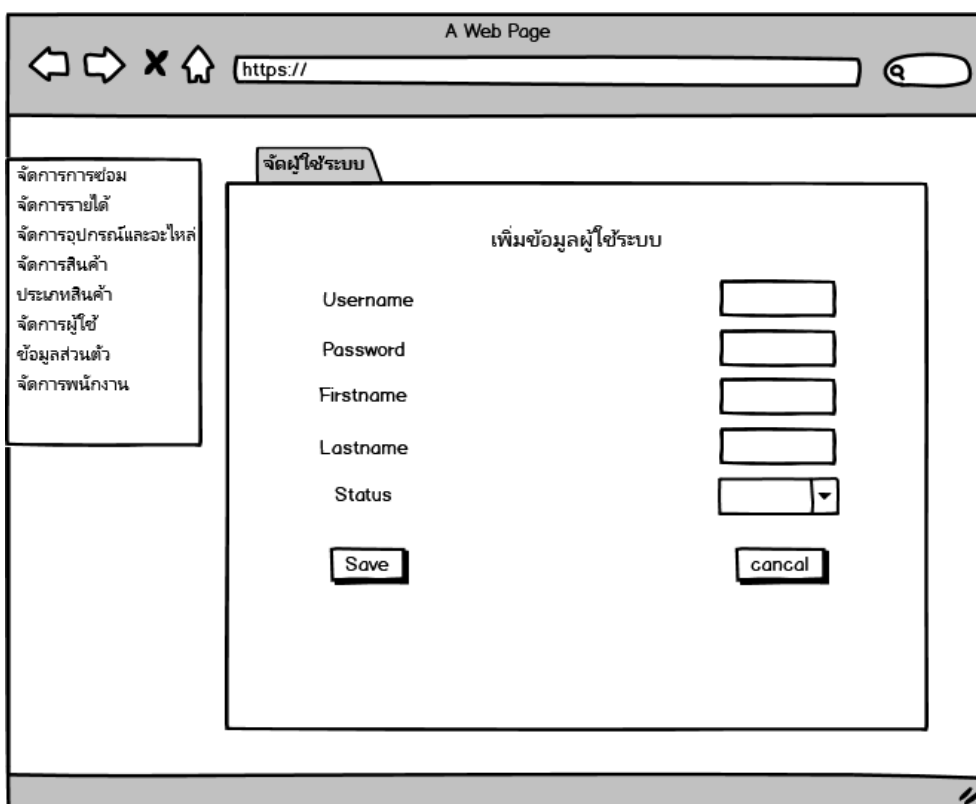 A Web Page
https://
จัดการการซ่อม
จัดการรายได้
จัดการอุปกรณ์และอะไหล่
จัดการสินค้า
ประเภทสินค้า
จัดการผู้ใช้
ข้อมูลส่วนตัว
จัดการพนักงาน
จัดผู้ใช้ระบบ
เพิ่มข้อมูลผู้ใช้ระบบ
Username
Password
Firstname
Lastname
Status
Save cancal